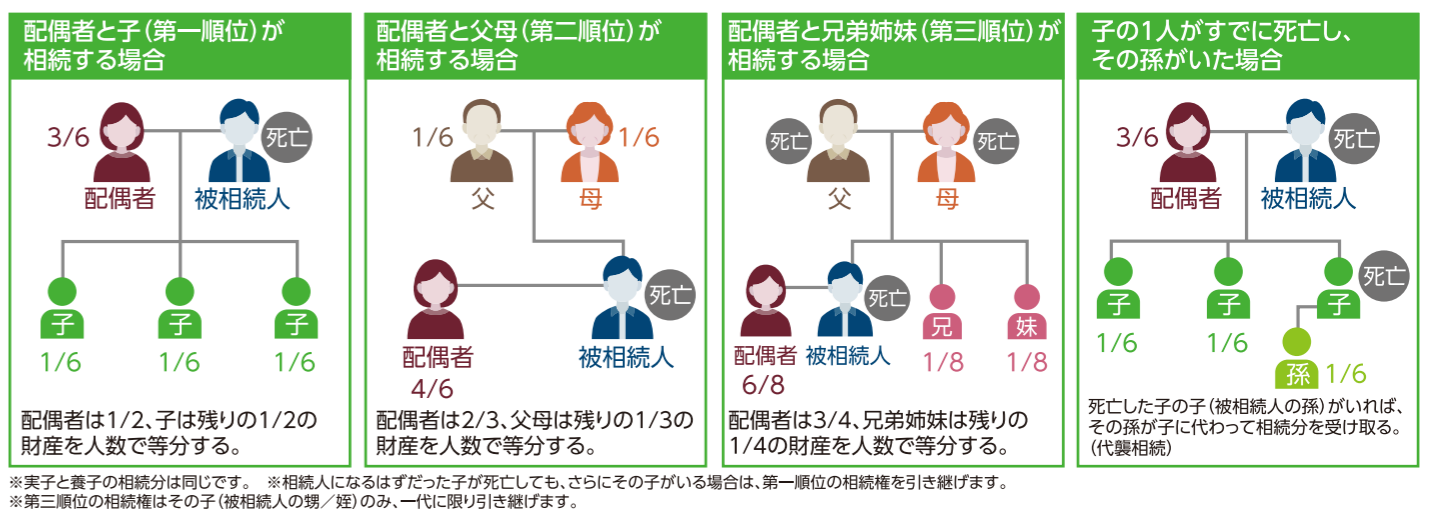 配偶者と子(第一順位)が
相続する場合
3/6
死亡
配偶者
被相続人
子
子
子
1/6
1/6
1/6
配偶者は1/2、子は残りの1/2の
財産を人数で等分する。
配偶者と父母(第二順位)が
相続する場合
1/6
1/6
父
母
死亡
配偶者
被相続人
4/6
配偶者は2/3、父母は残りの1/3の
財産を人数で等分する。
配偶者と兄弟姉妹(第三順位)が
相続する場合
死亡
死亡
父
母
死亡
兄
妹
配偶者
被相続人
1/8
1/8
6/8
配偶者は3/4、兄弟姉妹は残りの
1/4の財産を人数で等分する。
子の1人がすでに死亡し、
その孫がいた場合
3/6
死亡
配偶者
被相続人
死亡
子
子
子
1/6
1/6
孫
1/6
死亡した子の子(被相続人の孫)がいれば、
その孫が子に代わって相続分を受け取る。
(代襲相続)
※実子と養子の相続分は同じです。 ※相続人になるはずだった子が死亡しても、さらにその子がいる場合は、第一順位の相続権を引き継げます。
※第三順位の相続権はその子(被相続人の甥／姪)のみ、一代に限り引き継げます。